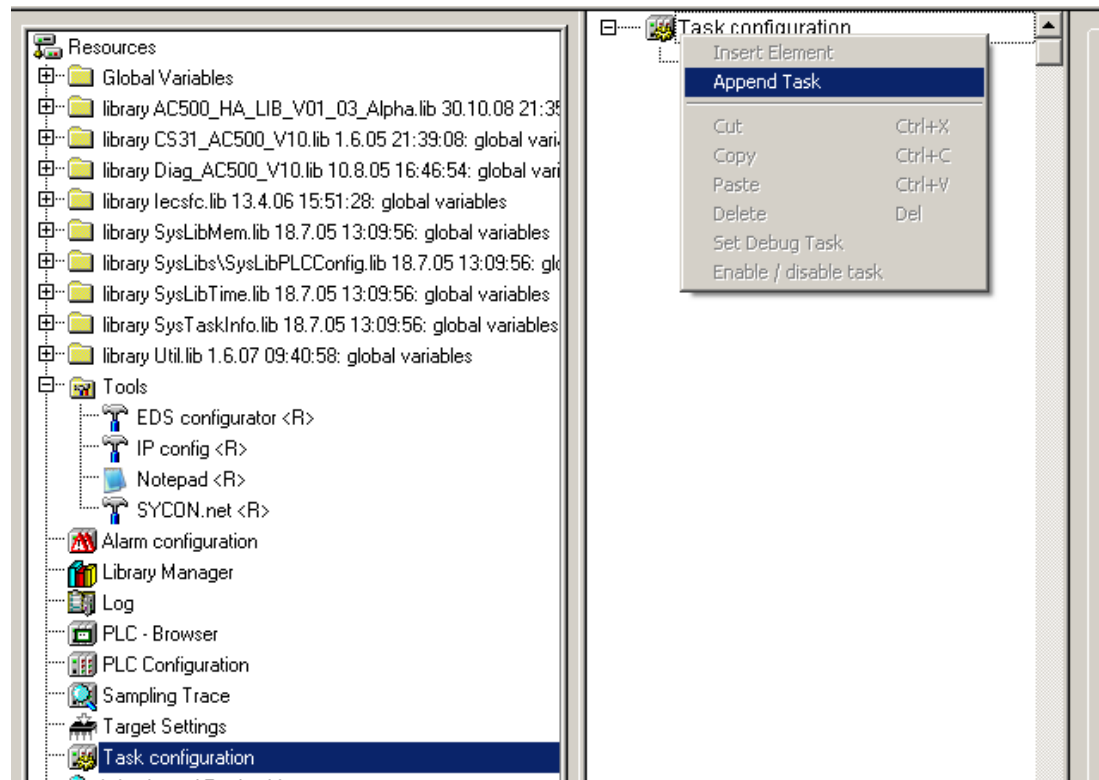 Resources
Global Variables
library AC500_HA_LIB_V01_03_Alpha.lib 30.10.08 21:35
library CS31_AC500_V10.lib 1.6.05 21:39:08: global vari
library Diag_AC500_V10.lib 10.8.05 16:46:54: global vari
library Iecsfc.lib 13.4.06 15:51:28: global variables
library SysLibMem.lib 18.7.05 13:09:56: global variables
library SysLibs\SysLibPLCConfig.lib 18.7.05 13:09:56: glo
library SysLibTime.lib 18.7.05 13:09:56: global variables
library SysTaskInfo.lib 18.7.05 13:09:56: global variables
library Util.lib 1.6.07 09:40:58: global variables
Tools
EDS configurator <R>
IP config <R>
Notepad <R>
SYCON.net <R>
Alarm configuration
Library Manager
Log
PLC - Browser
PLC Configuration
Sampling Trace
Target Settings
Task configuration
Task configuration
Insert Element
Append Task
Cut Ctrl+X
Copy Ctrl+C
Paste Ctrl+V
Delete Del
Set Debug Task
Enable / disable task